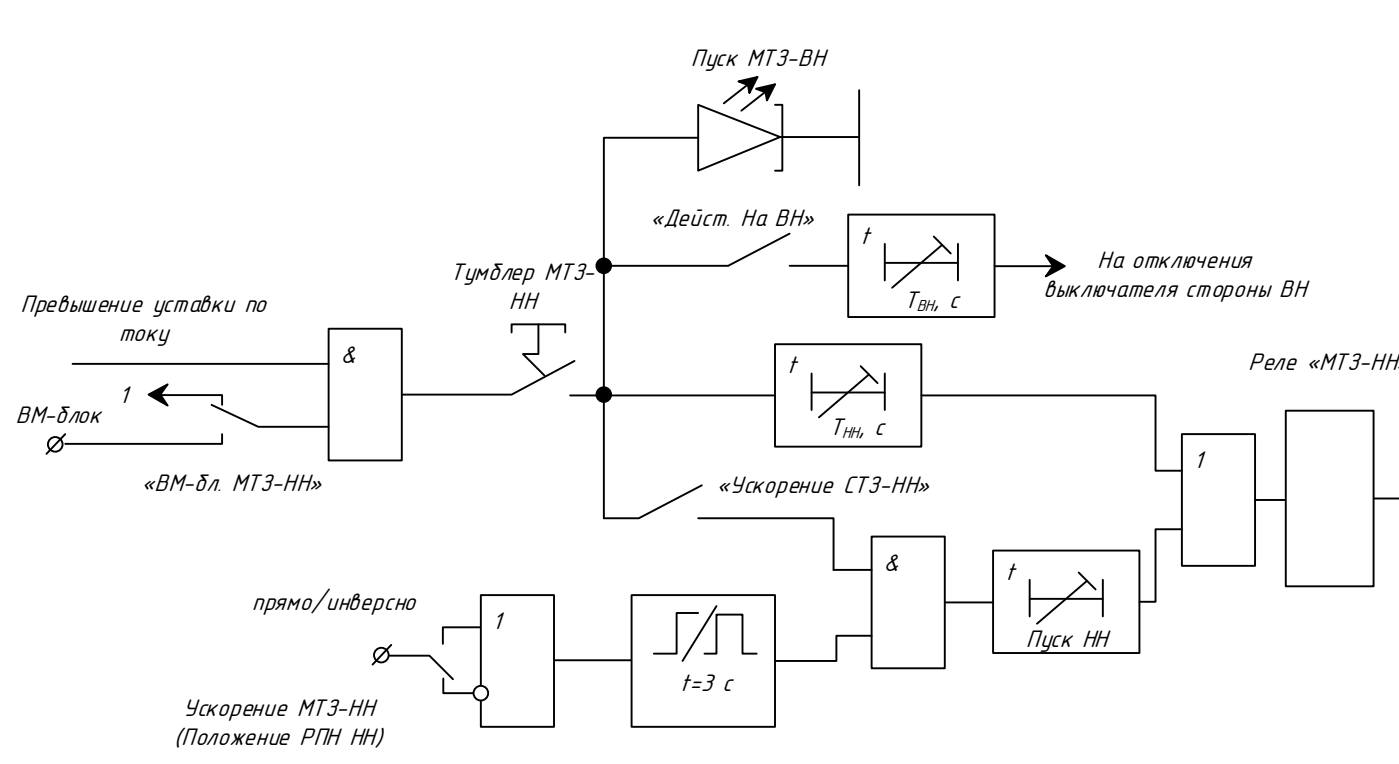 Пуск МТЗ-ВН
«Дейст. На ВН»
t
Tвн, с
На отключения
выключателя стороны ВН
Тумблер МТЗ-
НН
Превышение уставки по
току
&
1
ВМ-блок
«ВМ-бл. МТЗ-НН»
t
Tнн, с
Реле «МТЗ-НН»
1
«Ускорение СТЗ-НН»
&
t
Пуск НН
прямо/инверсно
1
t=3 с
Ускорение МТЗ-НН
(Положение РПН НН)